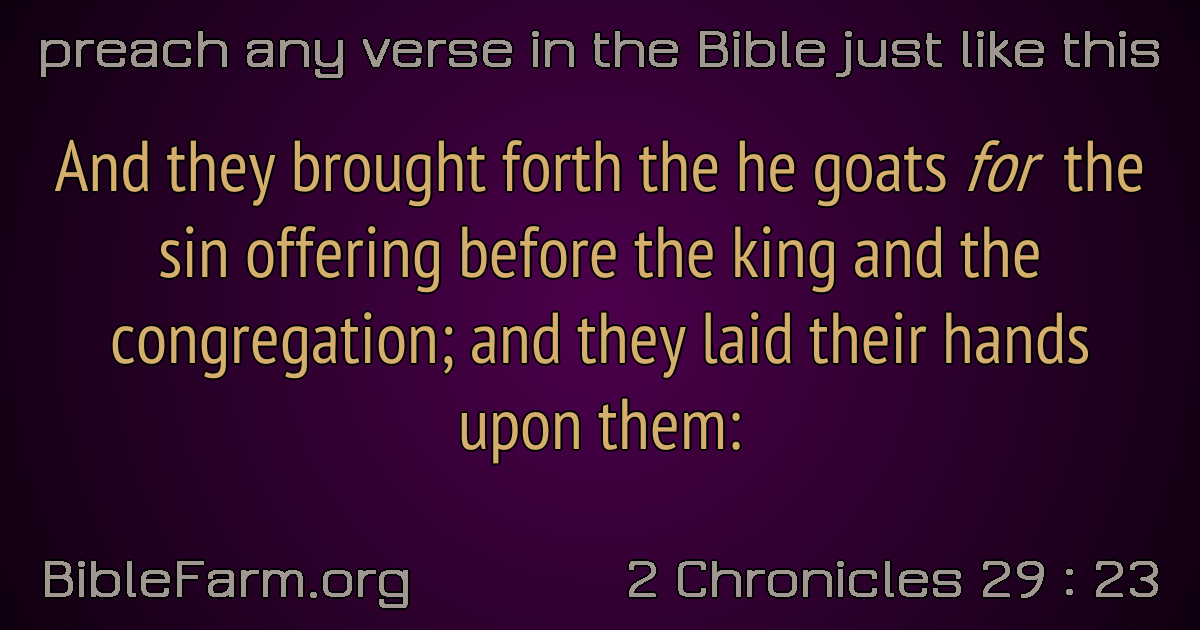 preach any verse in the Bible just like this
And they brought forth the he goats for the
sin offering before the king and the
congregation; and they laid their hands
upon them:
BibleFarm.org
2 Chronicles 29 : 23